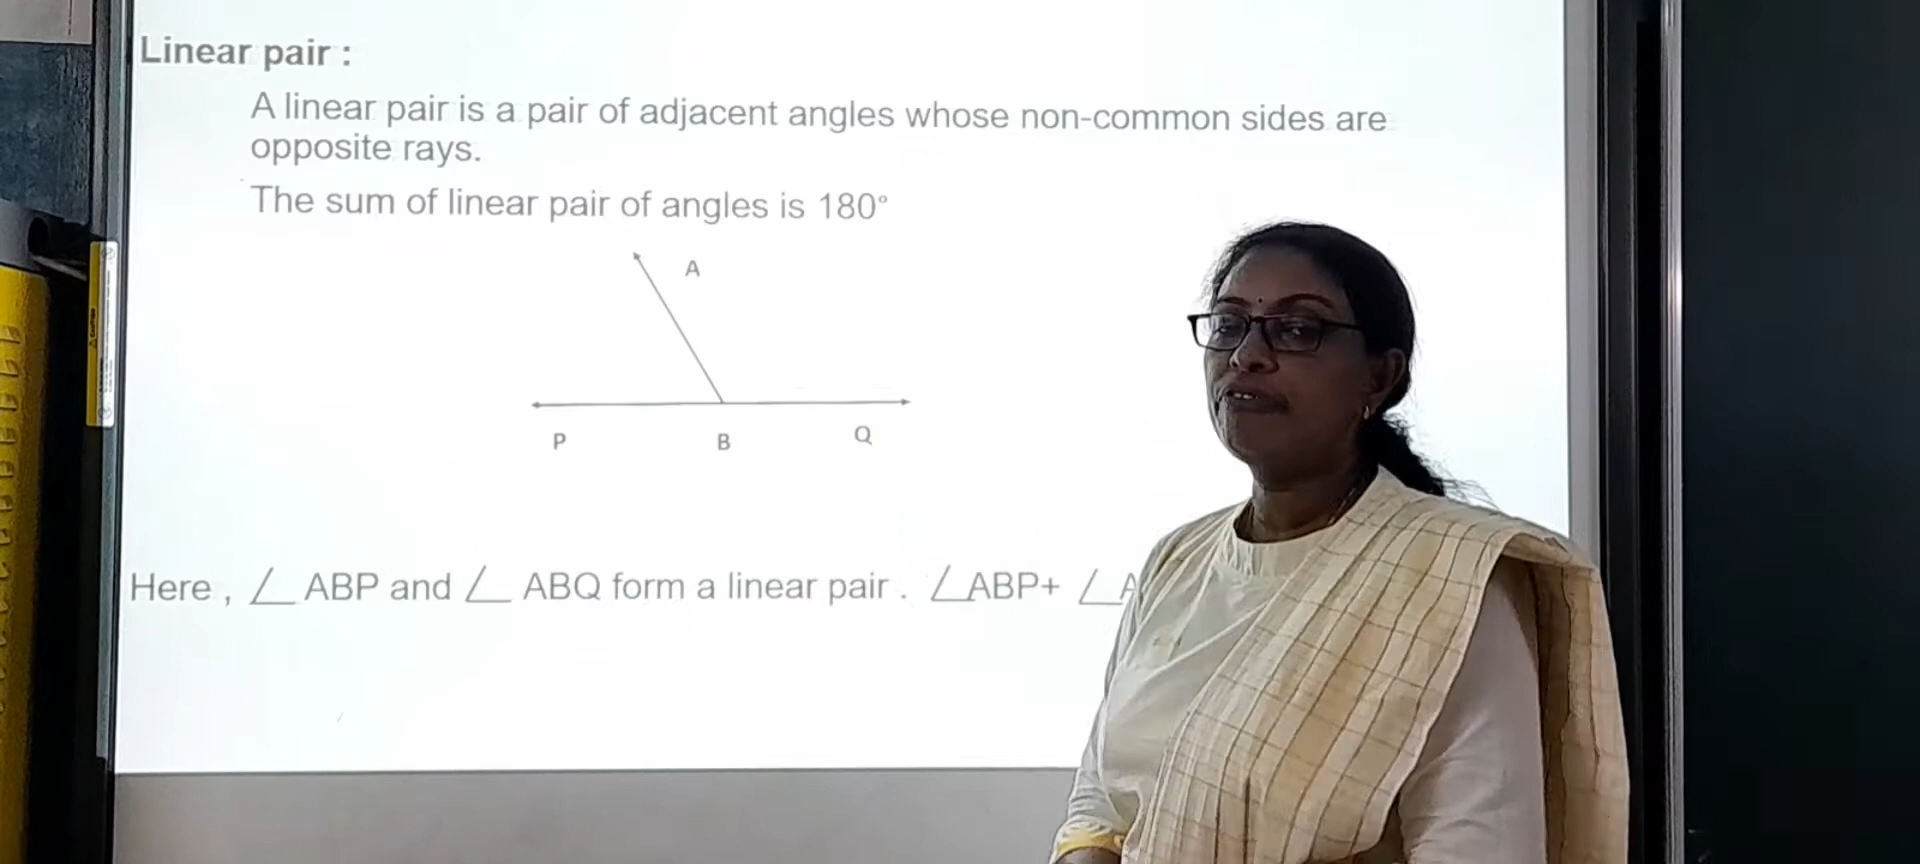 Linear pair :
A linear pair is a pair of adjacent angles whose non-common sides are
opposite rays.
The sum of linear pair of angles is 180°
A
P B Q
Here , ∠ ABP and ∠ ABQ form a linear pair . ∠ABP+ ∠A